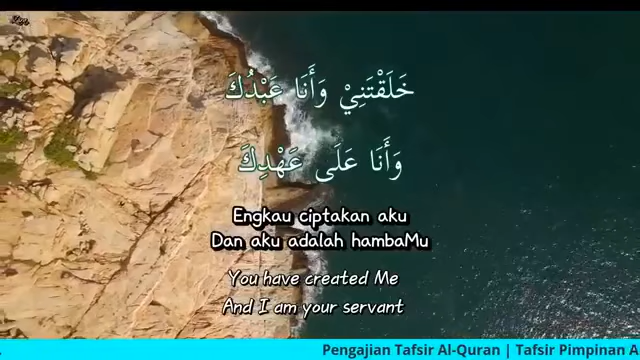 خَلَقْتَنِيْ وَأَنَا عَبْدُكَ
وَأَنَا عَلَى عَهْدِكَ
Engkau ciptakan aku
Dan aku adalah hambaMu
You have created Me
And I am your servant
Pengajian Tafsir Al-Quran | Tafsir Pimpinan A